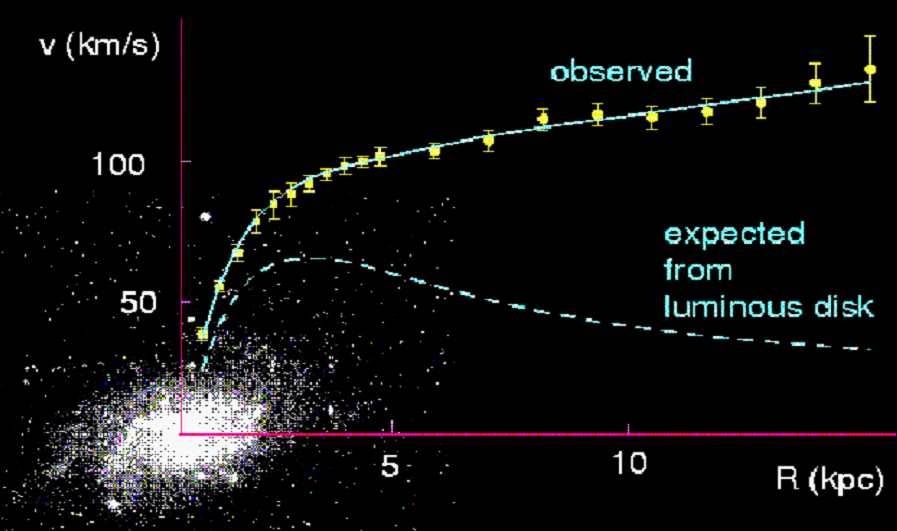 v (km/s)
observed
100
expected
from
luminous disk
50
5
10
R (kpc)